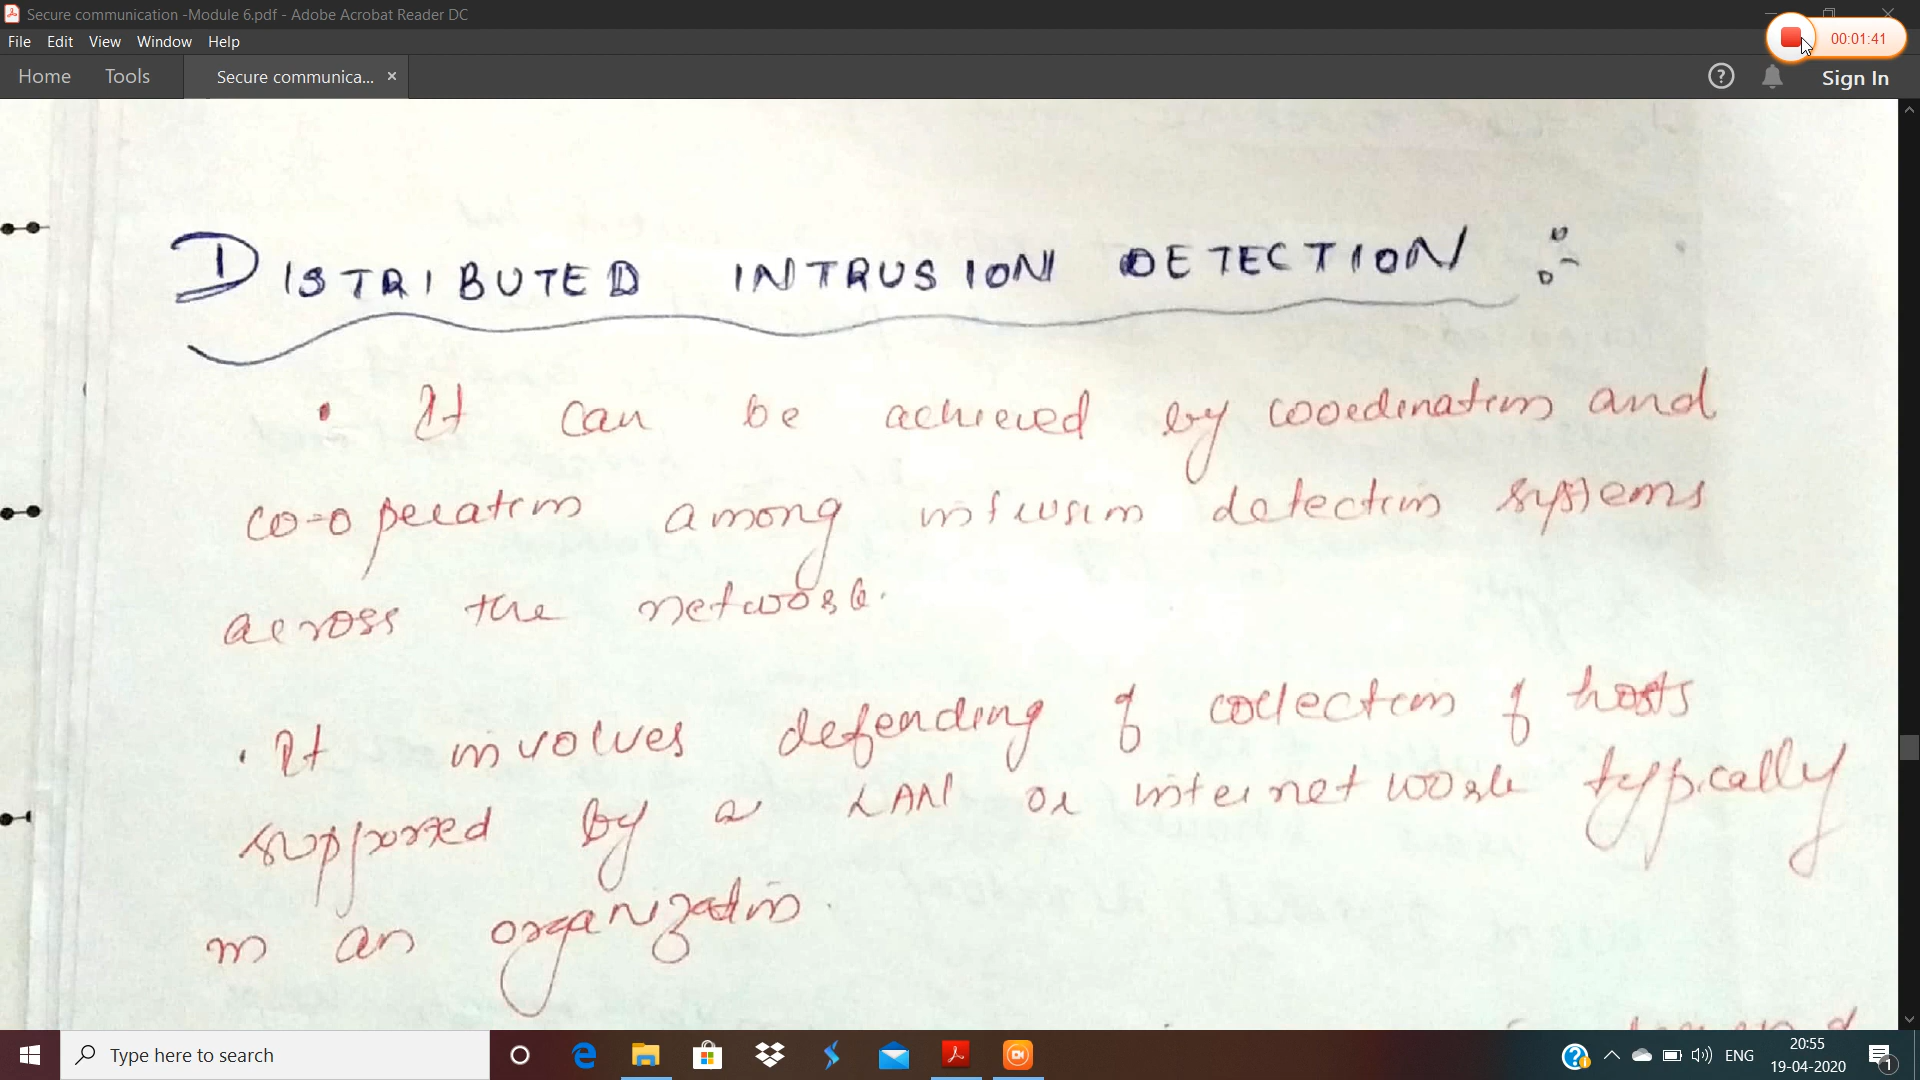 Secure communication -Module 6.pdf - Adobe Acrobat Reader DC
File Edit View Window Help
00:01:41
Home Tools Secure communica... × Sign In
DISTRIBUTED INTRUSION DETECTION :-
• It can be achieved by coordination and
co-operation among intrusion detection systems
across the network.
• It involves defending of collection of hosts
supported by a LAN or internetwork typically
in an organization.
Type here to search
ENG
20:55
19-04-2020
1